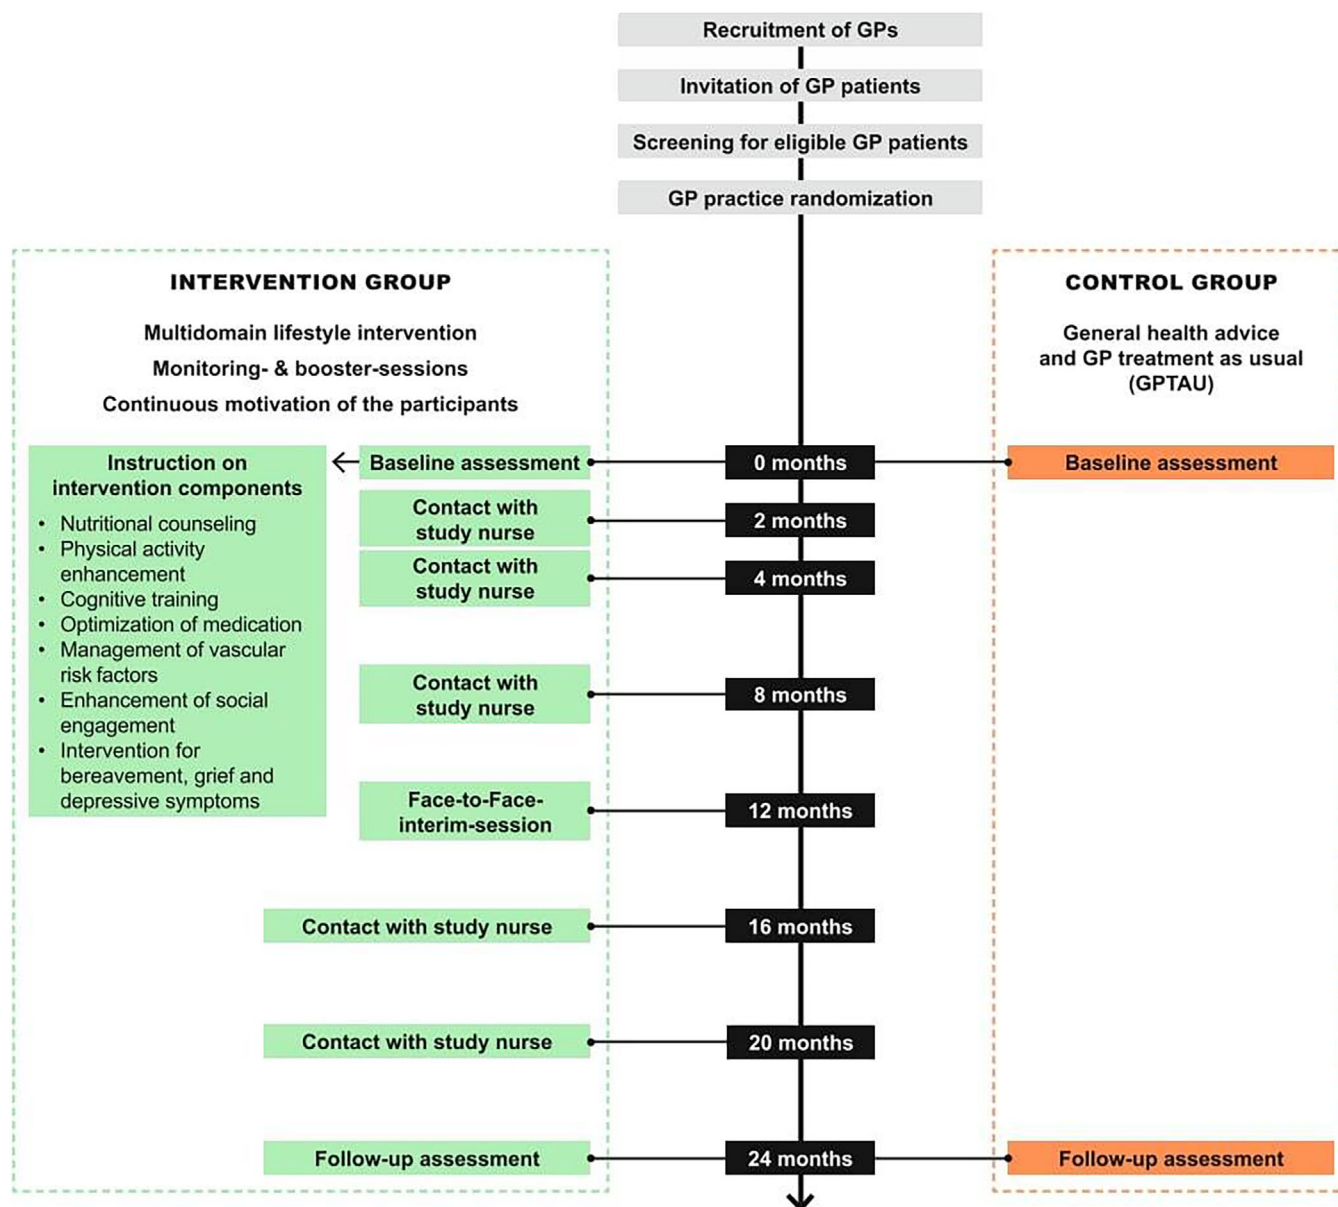 Recruitment of GPs
Invitation of GP patients
Screening for eligible GP patients
GP practice randomization
INTERVENTION GROUP
Multidomain lifestyle intervention
Monitoring- & booster-sessions
Continuous motivation of the participants
CONTROL GROUP
General health advice
and GP treatment as usual
(GPTAU)
Instruction on
intervention components
• Nutritional counseling
• Physical activity
enhancement
• Cognitive training
• Optimization of medication
• Management of vascular
risk factors
• Enhancement of social
engagement
• Intervention for
bereavement, grief and
depressive symptoms
Baseline assessment
0 months
Baseline assessment
Contact with
study nurse
2 months
Contact with
study nurse
4 months
Contact with
study nurse
8 months
Face-to-Face-
interim-session
12 months
Contact with study nurse
16 months
Contact with study nurse
20 months
Follow-up assessment
24 months
Follow-up assessment